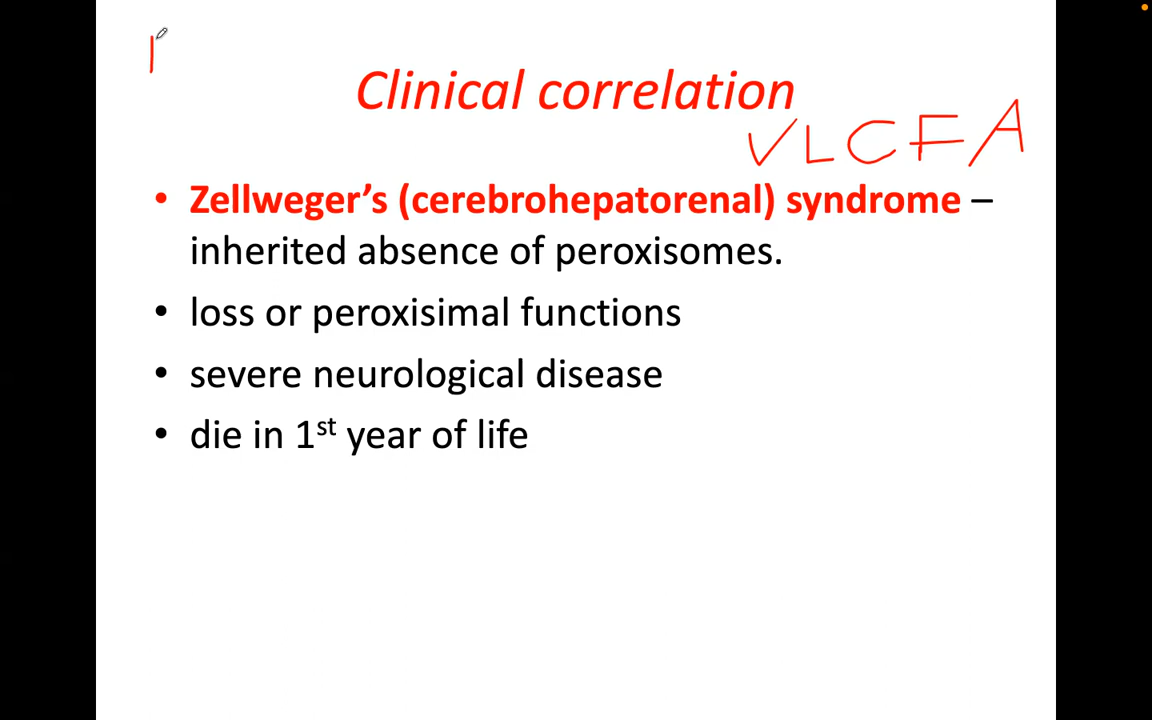 Clinical correlation
VLCFA
• Zellweger’s (cerebrohepatorenal) syndrome –
inherited absence of peroxisomes.
• loss or peroxisimal functions
• severe neurological disease
• die in 1st year of life